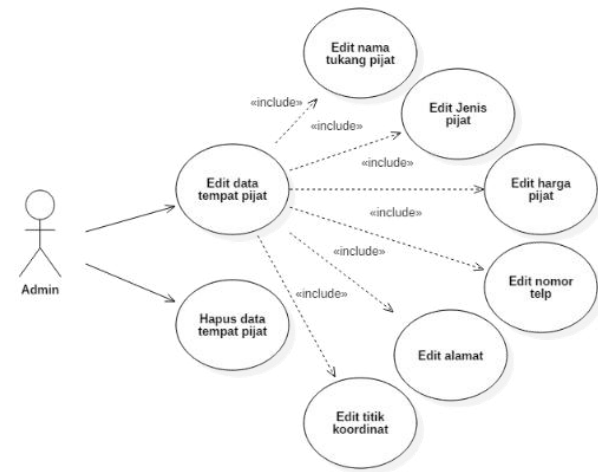 Edit nama
tukang pijat
«include»
«include»
Edit Jenis
pijat
«include»
Edit data
tempat pijat
Edit harga
pijat
«include»
«include»
Edit nomor
telp
«include»
Admin
Hapus data
tempat pijat
Edit alamat
Edit titik
koordinat